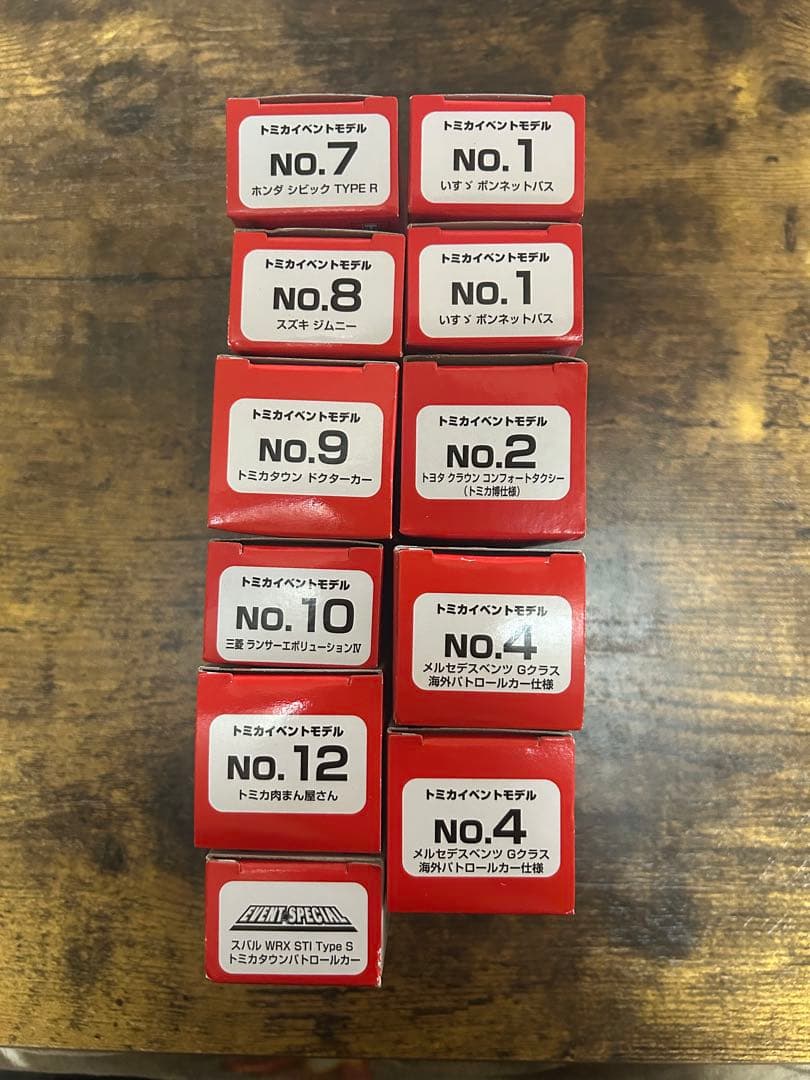 トミカイベントモデル
NO.7
ホンダ シビック TYPE R
トミカイベントモデル
NO.8
スズキ ジムニー
トミカイベントモデル
NO.9
トミカタウン ドクターカー
トミカイベントモデル
NO.10
三菱 ランサーエボリューションⅣ
トミカイベントモデル
NO.12
トミカ肉まん屋さん
EVENT SPECIAL
スバル WRX STI Type S
トミカタウンパトロールカー
トミカイベントモデル
NO.1
いすゞ ボンネットバス
トミカイベントモデル
NO.1
いすゞ ボンネットバス
トミカイベントモデル
NO.2
トヨタ クラウン コンフォートタクシー
（トミカ博仕様）
トミカイベントモデル
NO.4
メルセデスベンツ Gクラス
海外パトロールカー仕様
トミカイベントモデル
NO.4
メルセデスベンツ Gクラス
海外パトロールカー仕様